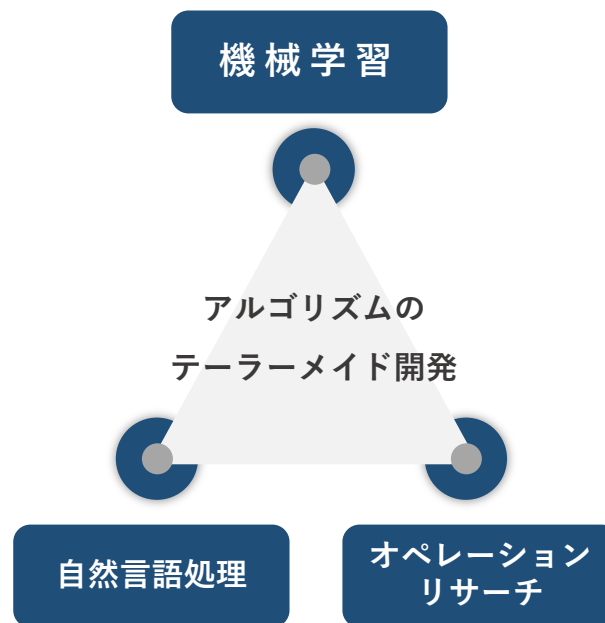 機械学習
アルゴリズムの
テーラーメイド開発
自然言語処理
オペレーション
リサーチ